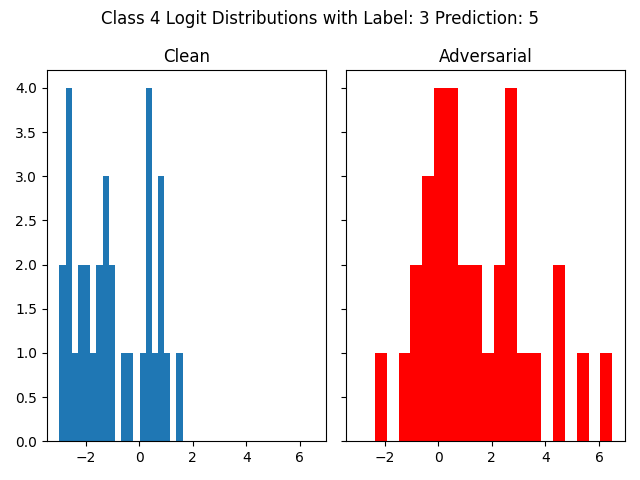 Class 4 Logit Distributions with Label: 3 Prediction: 5
Clean
Adversarial
4.0
3.5
3.0
2.5
2.0
1.5
1.0
0.5
0.0
−2 0 2 4 6
−2 0 2 4 6